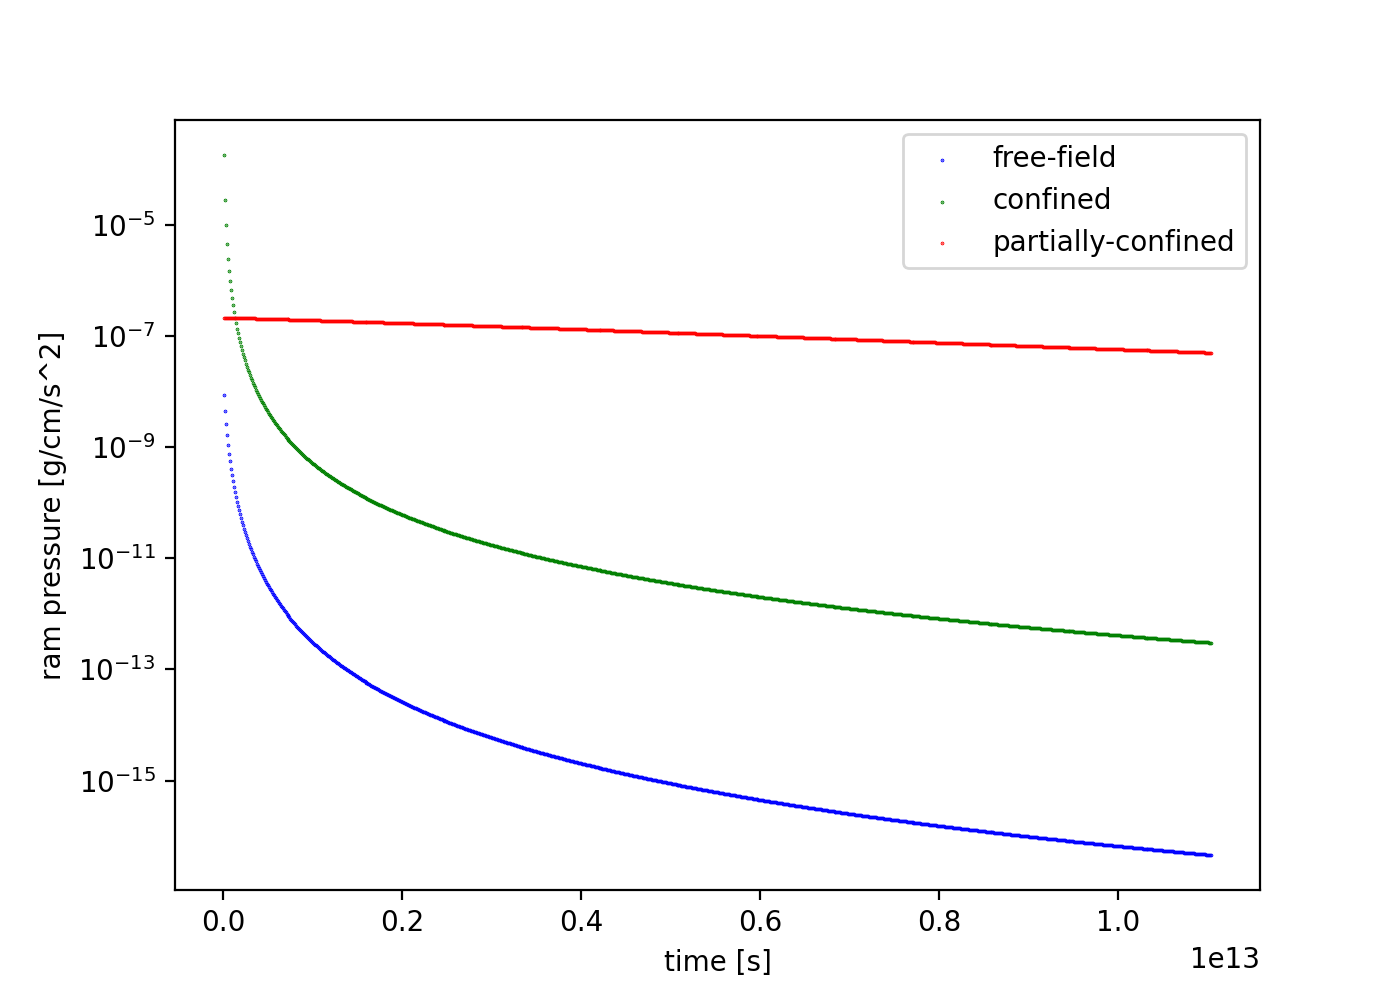 free-field
confined
partially-confined
ram pressure [g/cm/s^2]
10⁻⁵
10⁻⁷
10⁻⁹
10⁻¹¹
10⁻¹³
10⁻¹⁵
0.0 0.2 0.4 0.6 0.8 1.0
time [s]
1e13